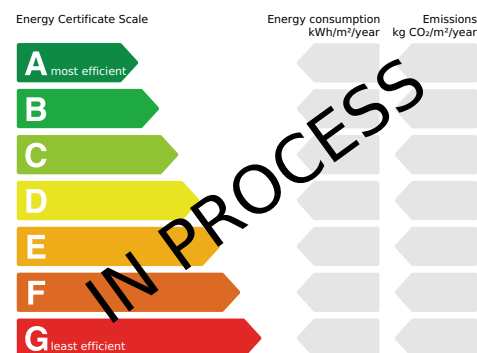 Energy Certificate Scale
Energy consumption
kWh/m²/year
Emissions
kg CO₂/m²/year
A most efficient
B
C
D
E
F
G least efficient
IN PROCESS